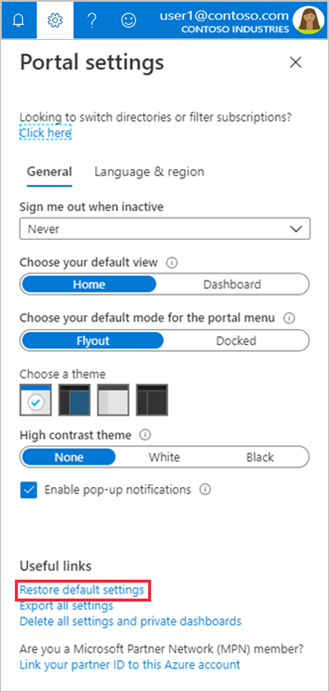 user1@contoso.com
CONTOSO INDUSTRIES
Portal settings
Looking to switch directories or filter subscriptions?
Click here
General Language & region
Sign me out when inactive
Never
Choose your default view
Home Dashboard
Choose your default mode for the portal menu
Flyout Docked
Choose a theme
High contrast theme
None White Black
Enable pop-up notifications
Useful links
Restore default settings
Export all settings
Delete all settings and private dashboards
Are you a Microsoft Partner Network (MPN) member?
Link your partner ID to this Azure account